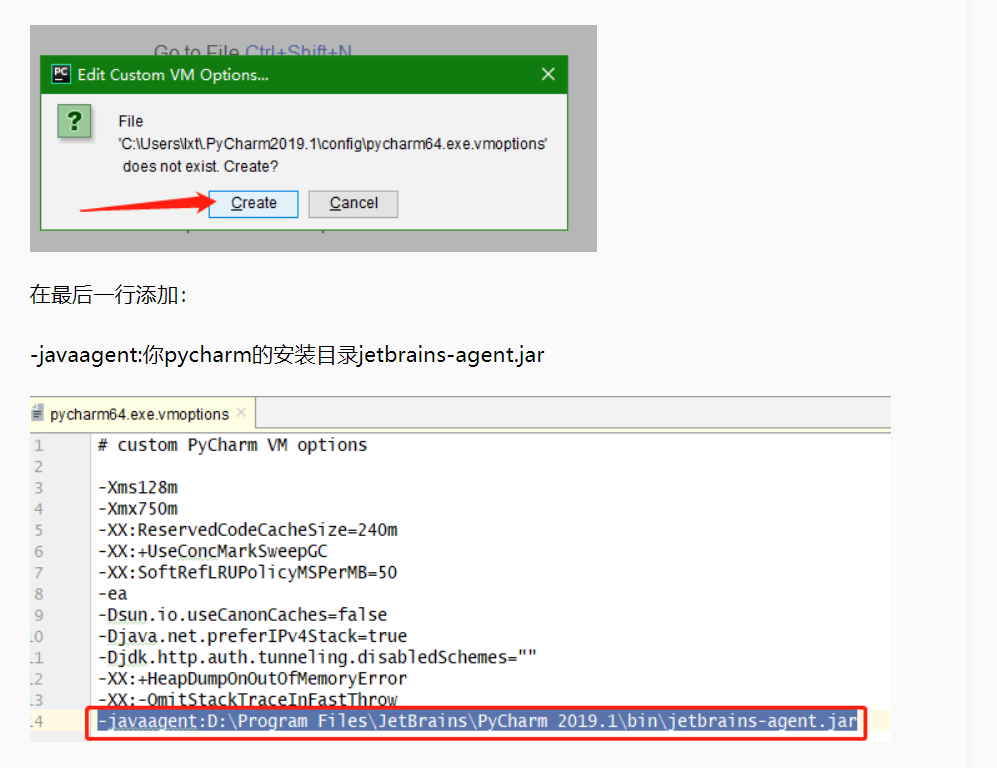 Go to File Ctrl+Shift+N
PC Edit Custom VM Options...
?
File
'C:\Users\lxt\.PyCharm2019.1\config\pycharm64.exe.vmoptions'
does not exist. Create?
Create Cancel
在最后一行添加：
-javaagent:你pycharm的安装目录jetbrains-agent.jar
pycharm64.exe.vmoptions
1 # custom PyCharm VM options
2
3 -Xms128m
4 -Xmx750m
5 -XX:ReservedCodeCacheSize=240m
6 -XX:+UseConcMarkSweepGC
7 -XX:SoftRefLRUPolicyMSPerMB=50
8 -ea
9 -Dsun.io.useCanonCaches=false
10 -Djava.net.preferIPv4Stack=true
11 -Djdk.http.auth.tunneling.disabledSchemes=""
12 -XX:+HeapDumpOnOutOfMemoryError
13 -XX:-OmitStackTraceInFastThrow
14 -javaagent:D:\Program Files\JetBrains\PyCharm 2019.1\bin\jetbrains-agent.jar